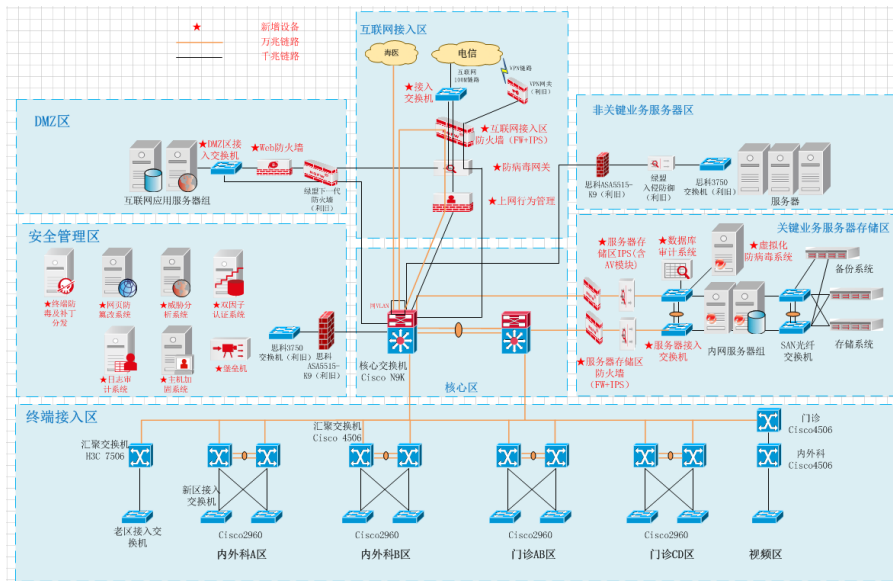 ★ 新增设备
万兆链路
千兆链路
互联网接入区
海医
电信
互联网
100M链路
VPN链路
VPN网关
(利旧)
★接入
交换机
★互联网接入区
防火墙(FW+IPS)
★防病毒网关
★上网行为管理
DMZ区
★DMZ区接
入交换机
★Web防火墙
绿盟下一代
防火墙
(利旧)
互联网应用服务器组
非关键业务服务器区
思科ASA5515-
K9(利旧)
绿盟
入侵防御
(利旧)
思科3750
交换机(利旧)
服务器
安全管理区
★终端防
毒及补丁
分发
★网页防
篡改系统
★威胁分
析系统
★双因子
认证系统
★日志审
计系统
★主机加
固系统
★堡垒机
思科3750
交换机(利旧)
思科
ASA5515-
K9(利旧)
核心交换机
Cisco N9K
核心区
关键业务服务器存储区
★服务器存
储区IPS(含
AV模块)
★数据库
审计系统
★虚拟化
防病毒系统
备份系统
★服务器接入
交换机
内网服务器组
SAN光纤
交换机
存储系统
★服务器存储区
防火墙
(FW+IPS)
终端接入区
汇聚交换机
H3C 7506
汇聚交换机
Cisco 4506
门诊
Cisco4506
内外科
Cisco4506
新区接入
交换机
老区接入交
换机
Cisco2960
内外科A区
Cisco2960
内外科B区
Cisco2960
门诊AB区
Cisco2960
门诊CD区
视频区